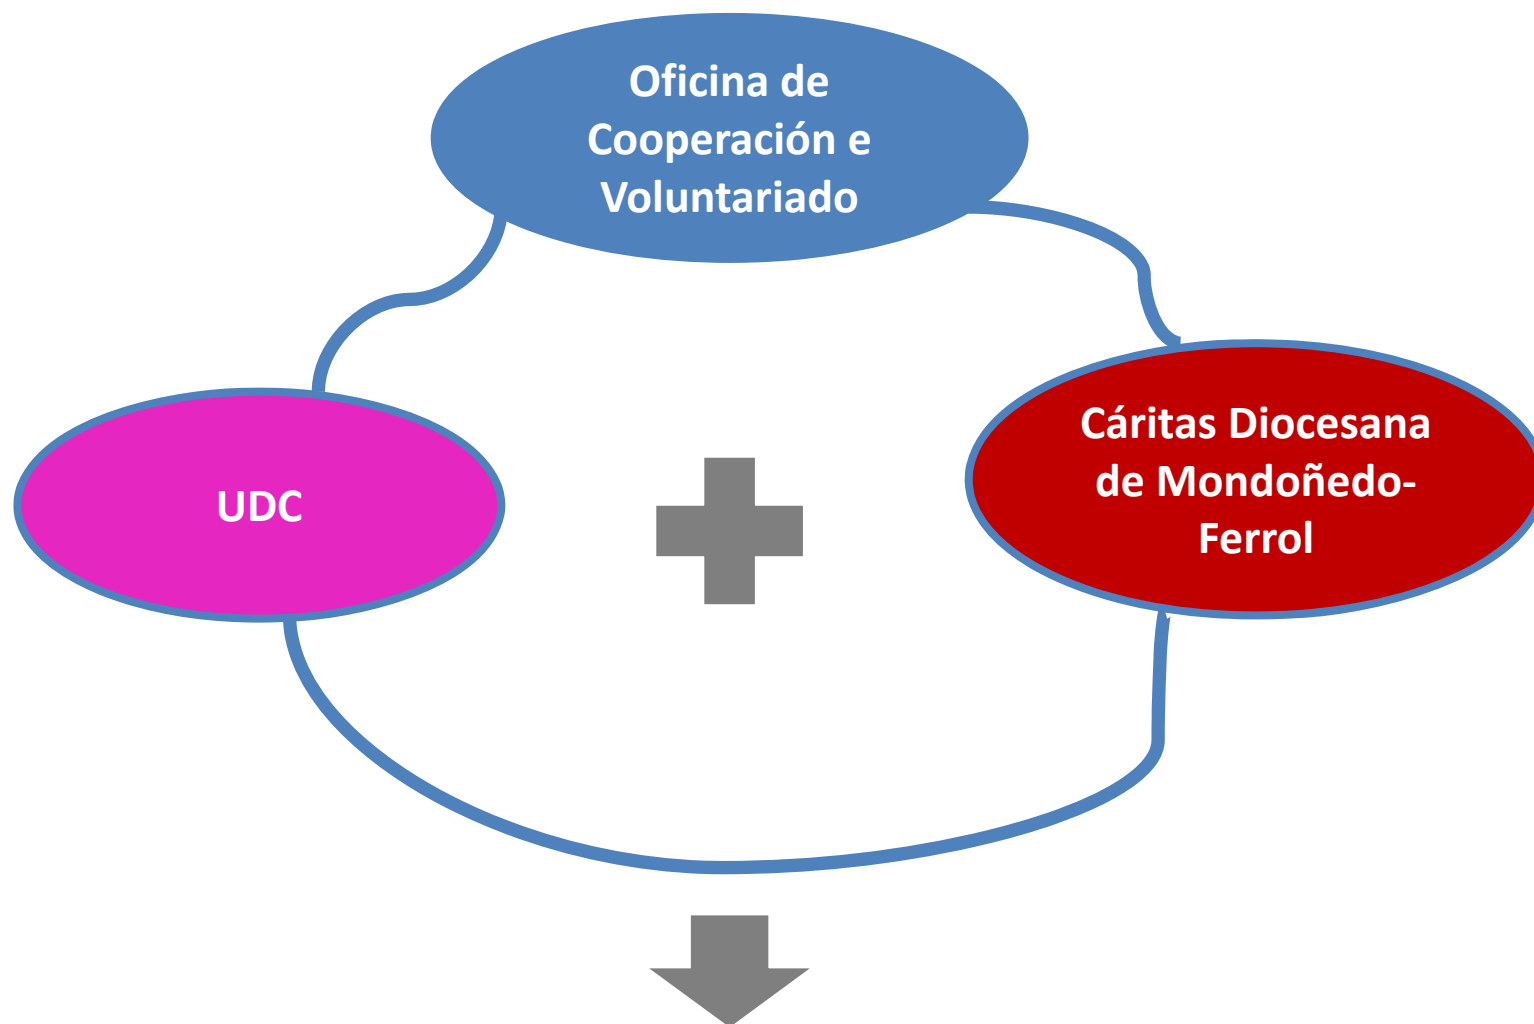 Oficina de
Cooperación e
Voluntariado
UDC
Cáritas Diocesana
de Mondoñedo-
Ferrol